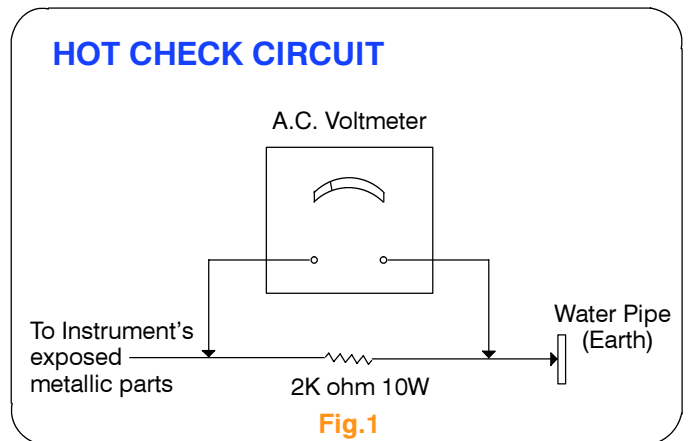 HOT CHECK CIRCUIT
A.C. Voltmeter
To Instrument's
exposed
metallic parts
2K ohm 10W
Water Pipe
(Earth)
Fig.1